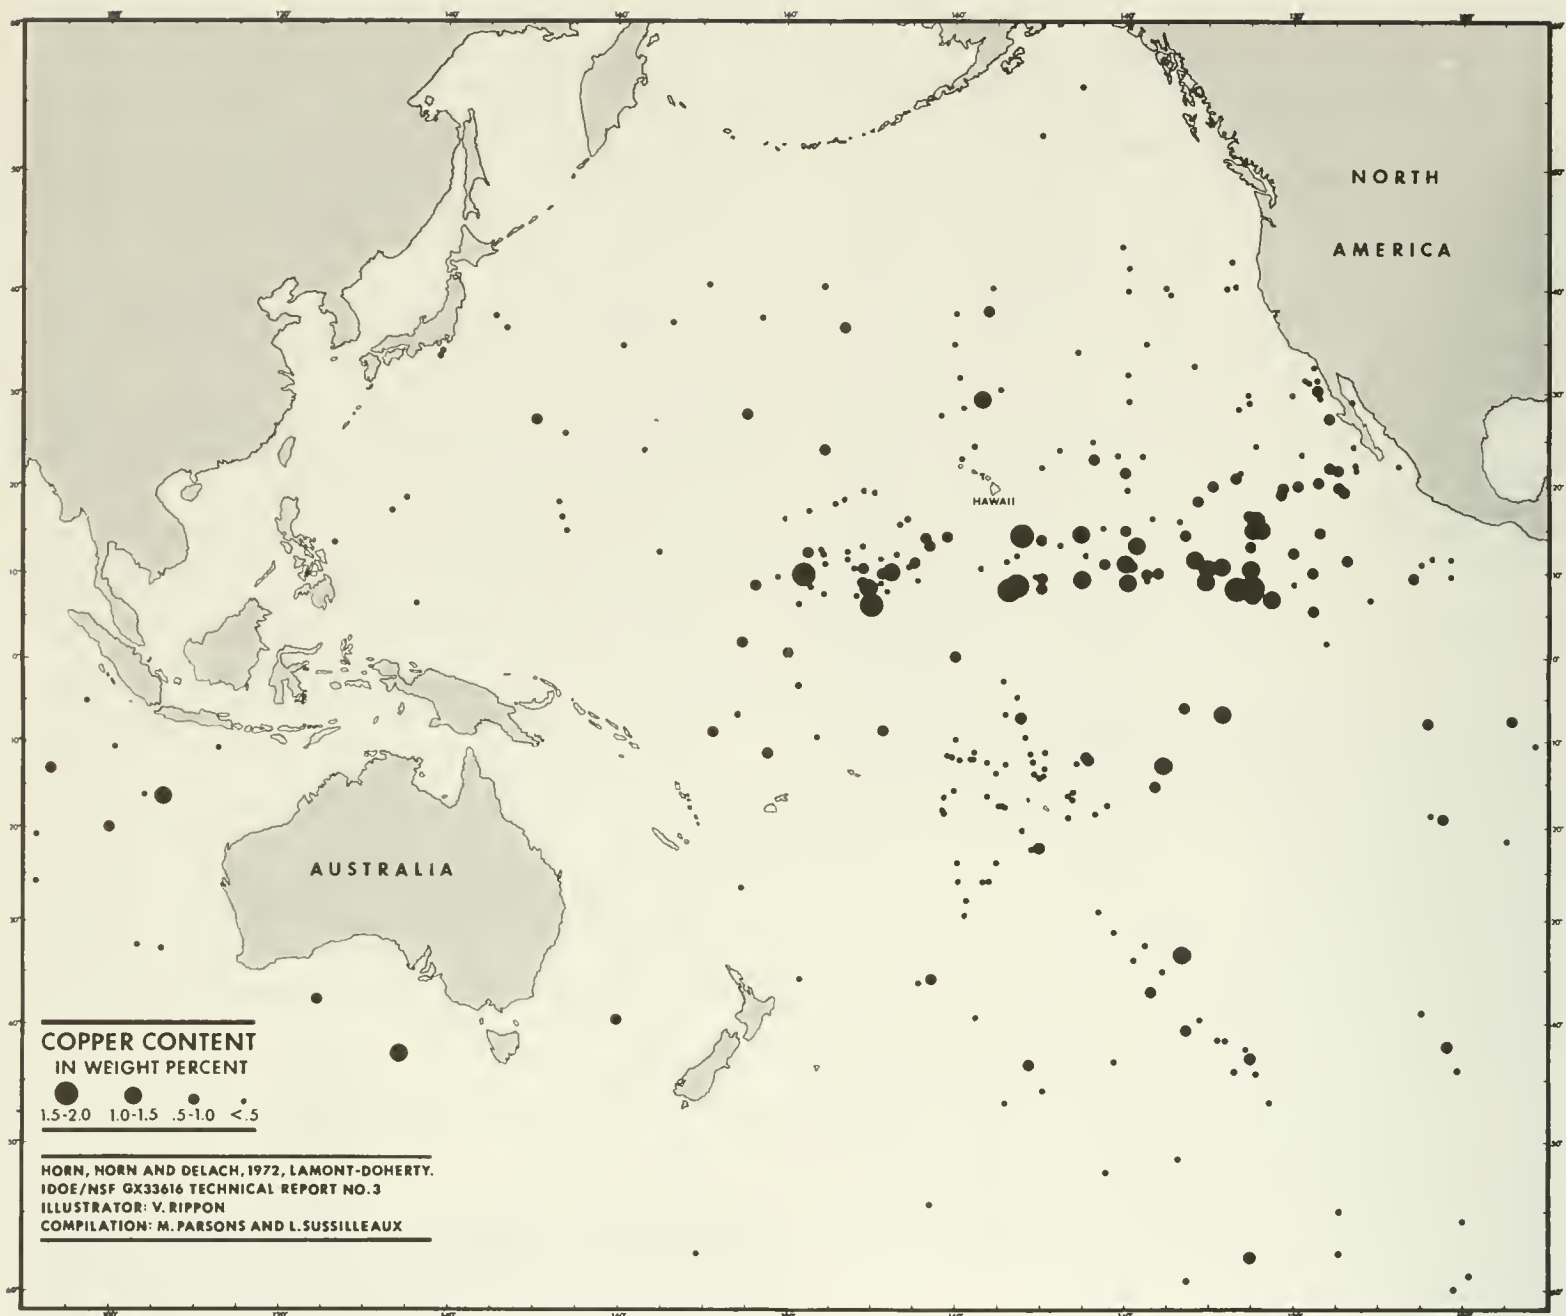 NORTH
AMERICA
HAWAII
AUSTRALIA
COPPER CONTENT
IN WEIGHT PERCENT
1.5-2.0 1.0-1.5 .5-1.0 <.5
HORN, NORN AND DELACH, 1972, LAMONT-DOHERTY.
IDOE/NSF GX33616 TECHNICAL REPORT NO.3
ILLUSTRATOR: V. RIPPON
COMPILATION: M. PARSONS AND L. SUSSILLEAUX